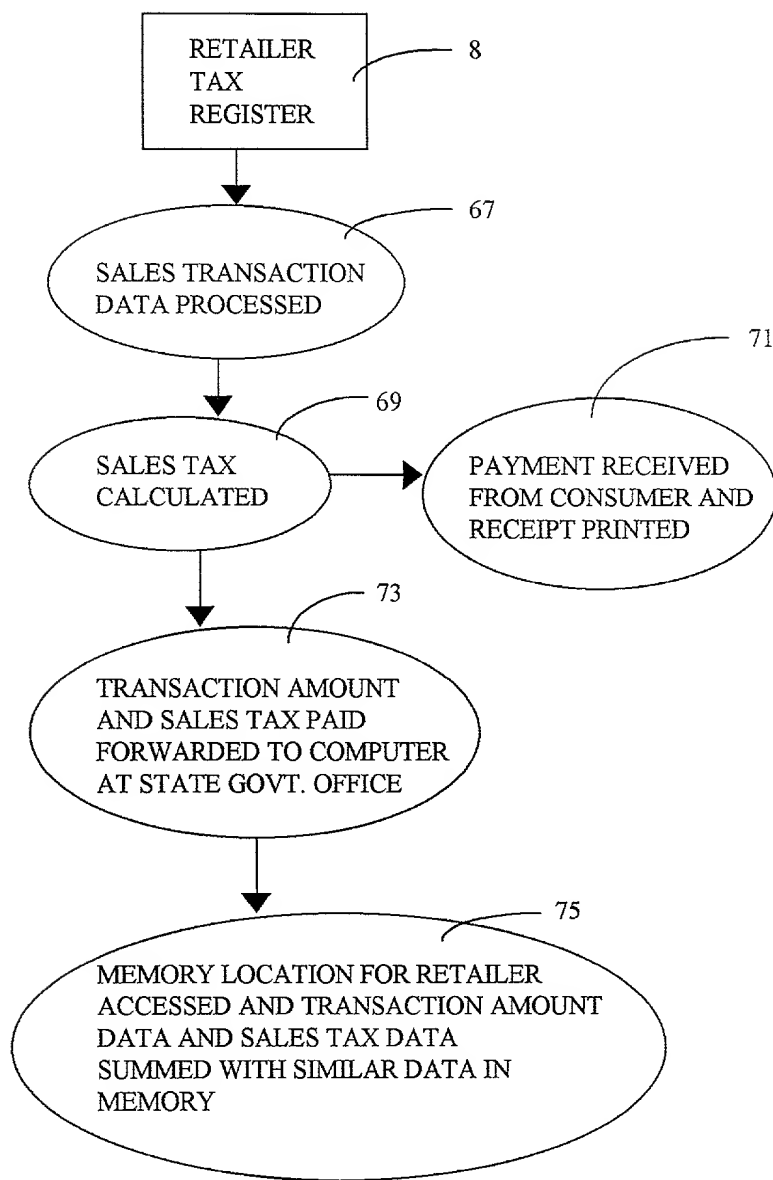 RETAILER
TAX
REGISTER
8
67
SALES TRANSACTION
DATA PROCESSED
71
69
SALES TAX
CALCULATED
PAYMENT RECEIVED
FROM CONSUMER AND
RECEIPT PRINTED
73
TRANSACTION AMOUNT
AND SALES TAX PAID
FORWARDED TO COMPUTER
AT STATE GOVT. OFFICE
75
MEMORY LOCATION FOR RETAILER
ACCESSED AND TRANSACTION AMOUNT
DATA AND SALES TAX DATA
SUMMED WITH SIMILAR DATA IN
MEMORY